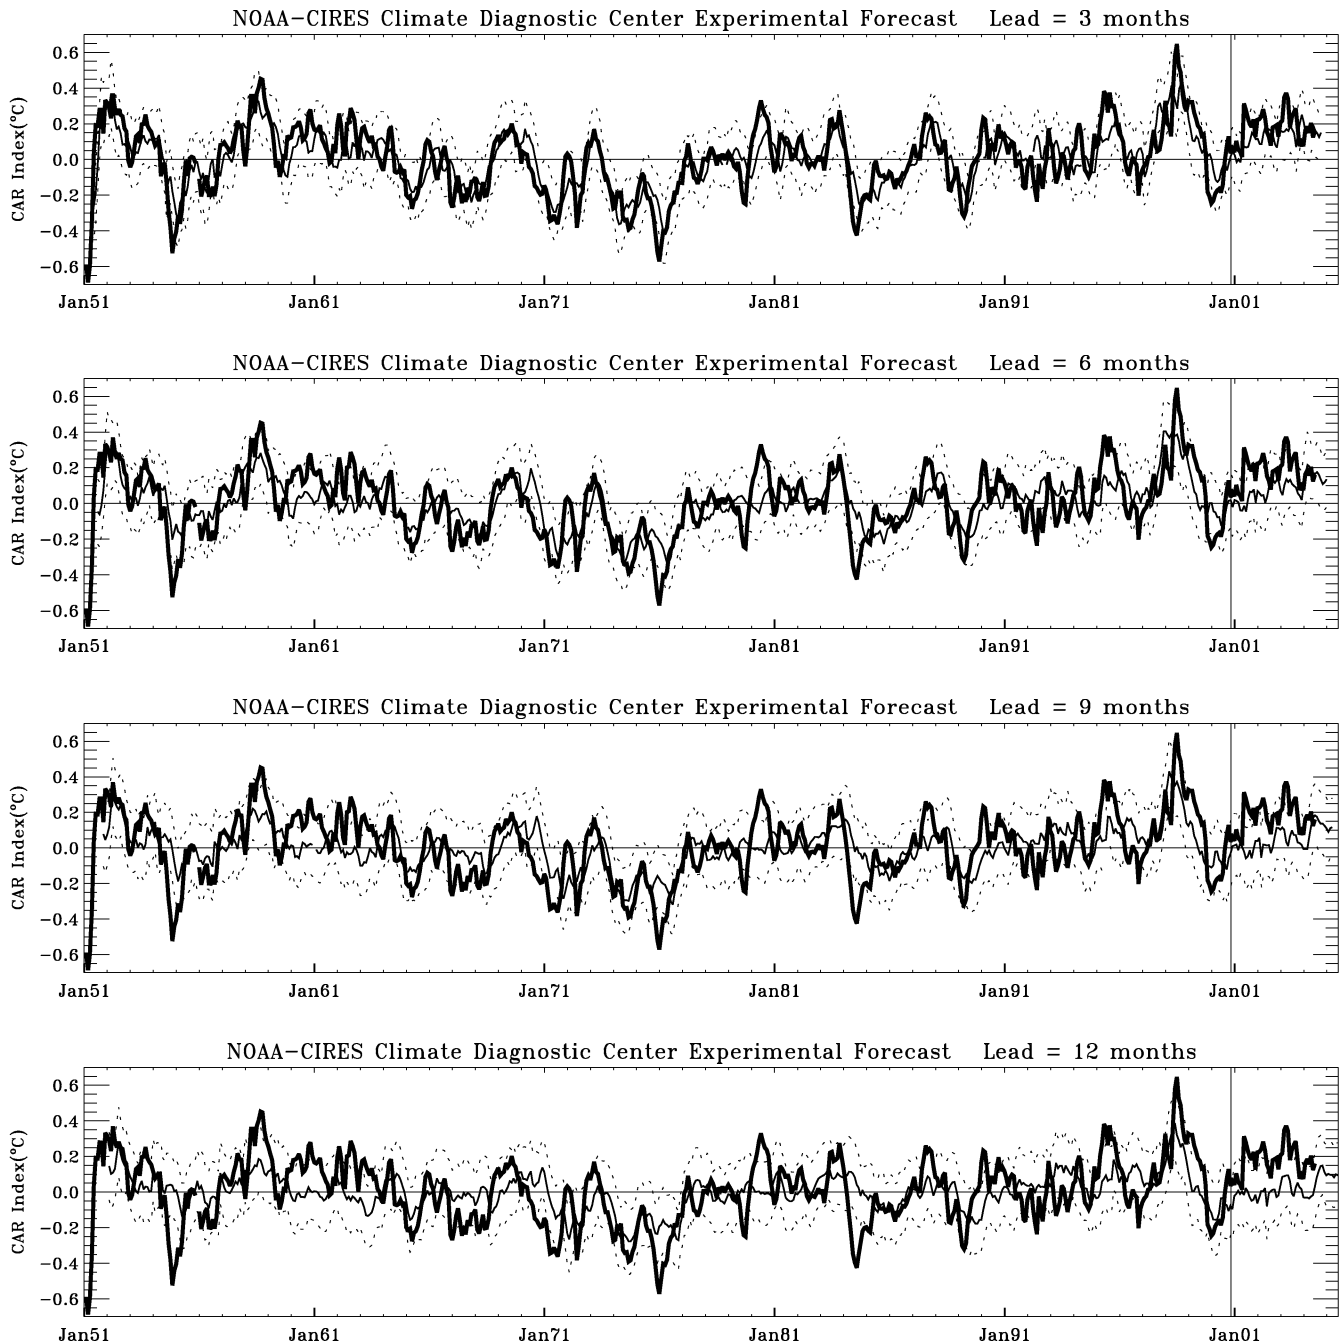 NOAA-CIRES Climate Diagnostic Center Experimental Forecast Lead = 3 months
CAR Index(°C)
0.6
0.4
0.2
0.0
-0.2
-0.4
-0.6
Jan51 Jan61 Jan71 Jan81 Jan91 Jan01
NOAA-CIRES Climate Diagnostic Center Experimental Forecast Lead = 6 months
CAR Index(°C)
0.6
0.4
0.2
0.0
-0.2
-0.4
-0.6
Jan51 Jan61 Jan71 Jan81 Jan91 Jan01
NOAA-CIRES Climate Diagnostic Center Experimental Forecast Lead = 9 months
CAR Index(°C)
0.6
0.4
0.2
0.0
-0.2
-0.4
-0.6
Jan51 Jan61 Jan71 Jan81 Jan91 Jan01
NOAA-CIRES Climate Diagnostic Center Experimental Forecast Lead = 12 months
CAR Index(°C)
0.6
0.4
0.2
0.0
-0.2
-0.4
-0.6
Jan51 Jan61 Jan71 Jan81 Jan91 Jan01